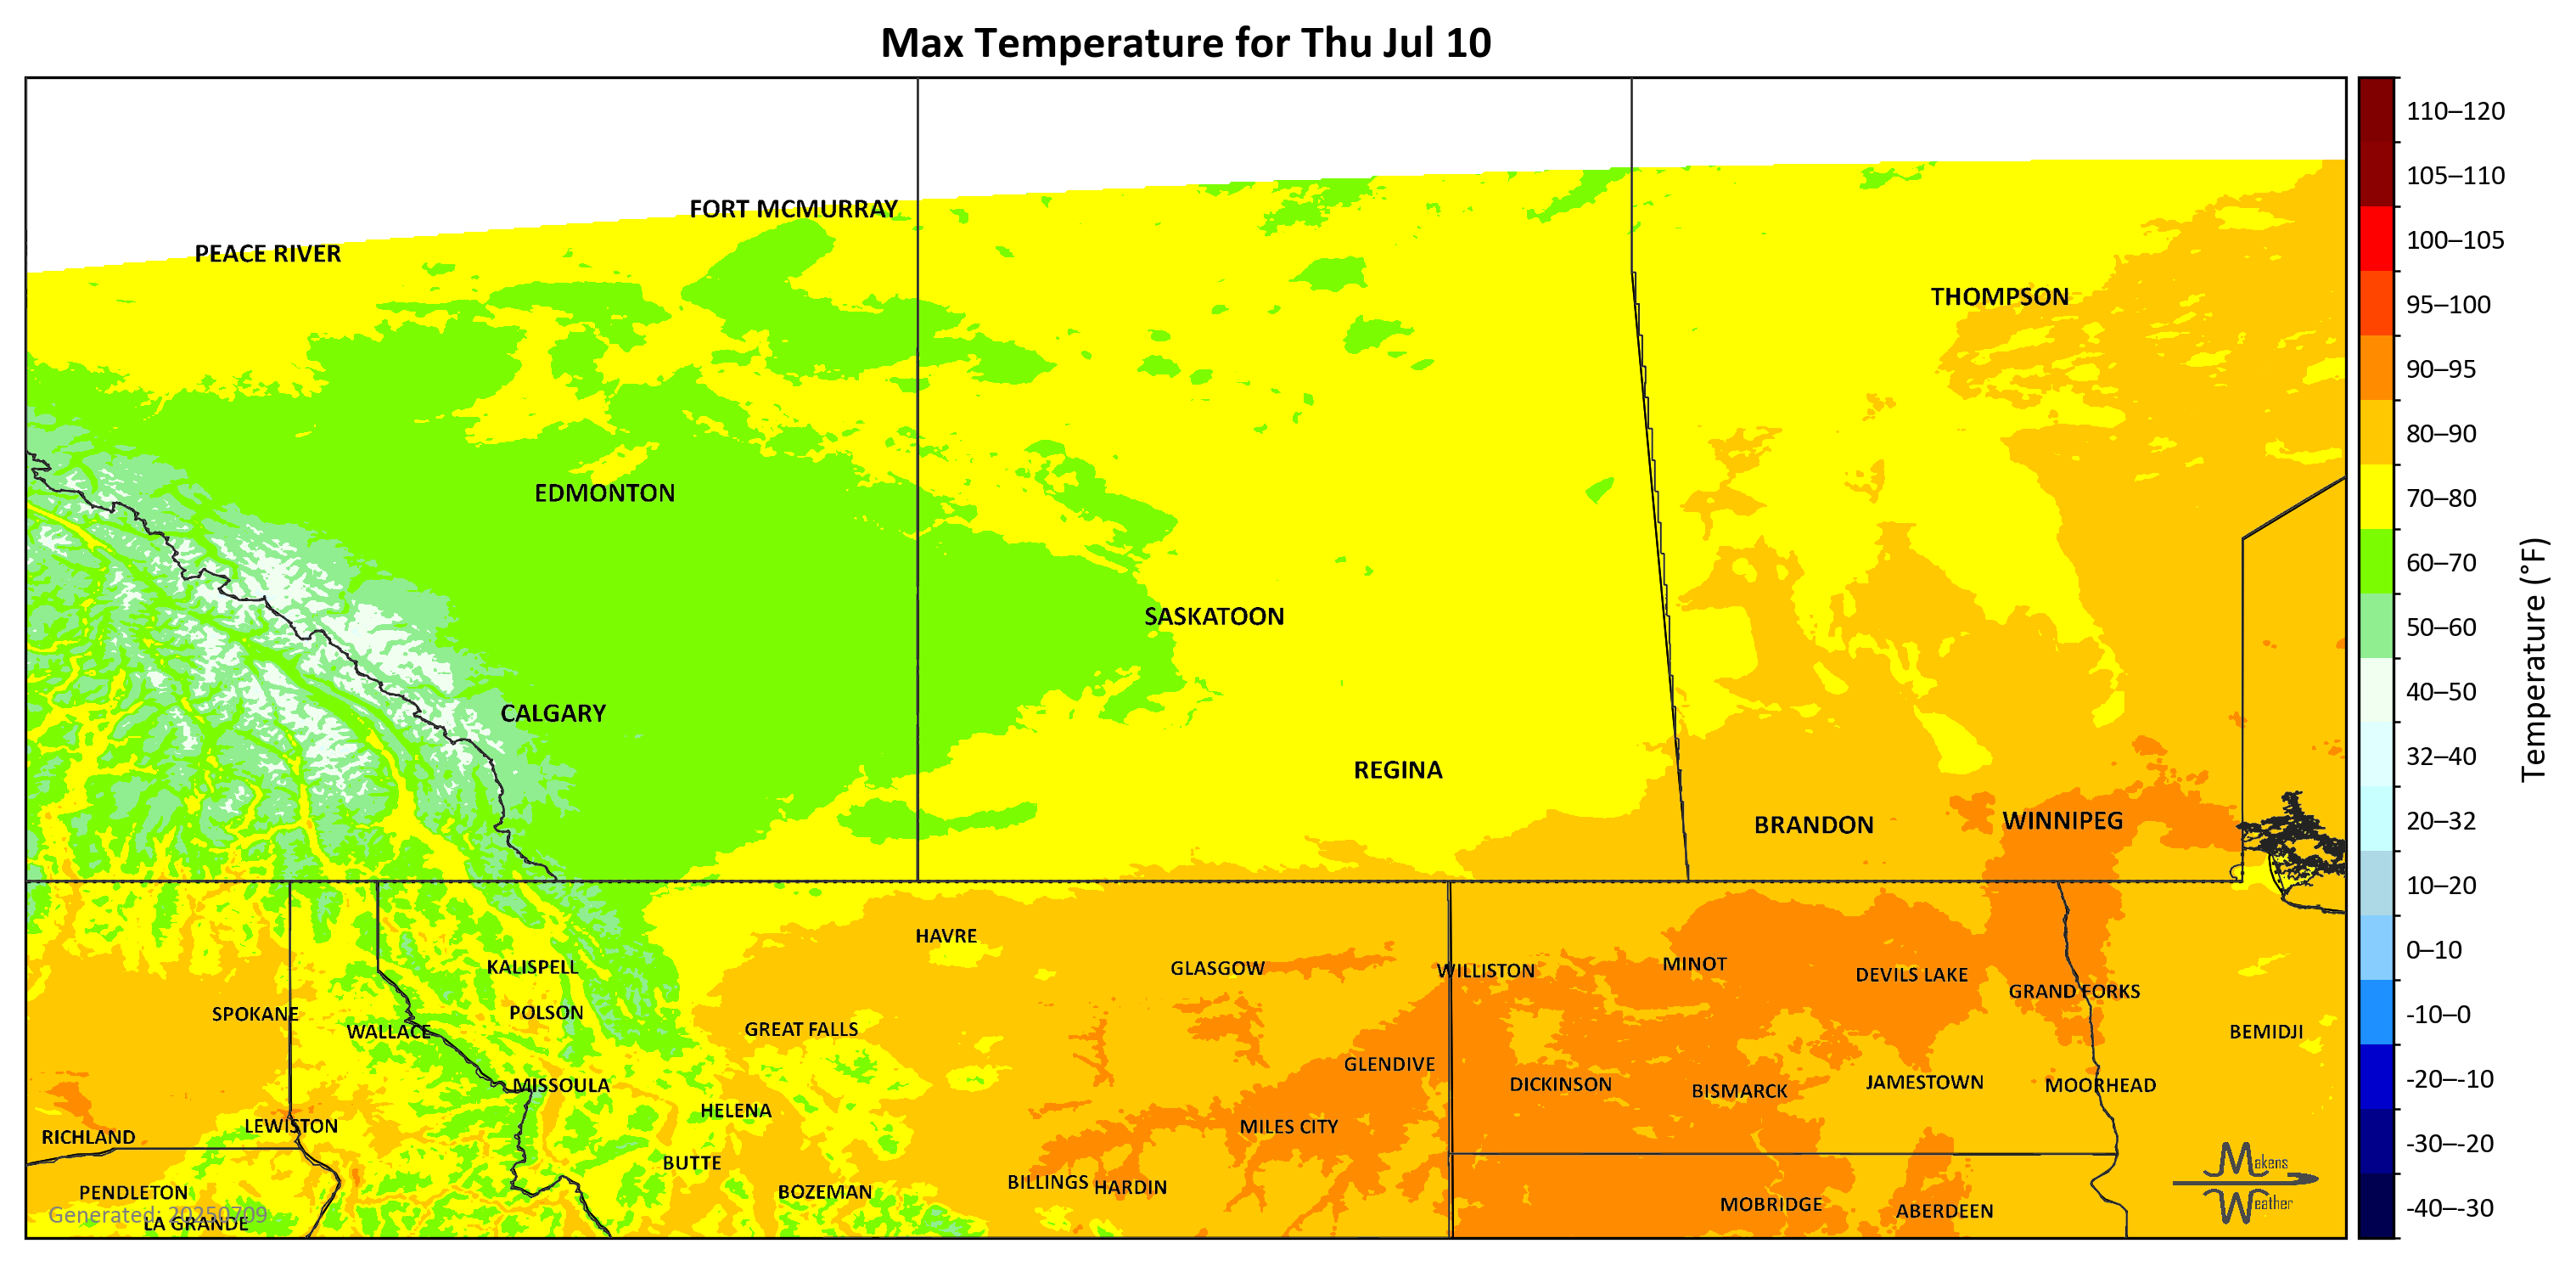 Max Temperature for Thu Jul 10
110–120
105–110
100–105
95–100
90–95
80–90
70–80
60–70
50–60
40–50
32–40
20–32
10–20
0–10
-10–0
-20–-10
-30–-20
-40–-30
Temperature (°F)
FORT MCMURRAY
PEACE RIVER
THOMPSON
EDMONTON
SASKATOON
CALGARY
REGINA
BRANDON
WINNIPEG
HAVRE
KALISPELL
GLASGOW
WILLISTON
MINOT
DEVILS LAKE
GRAND FORKS
SPOKANE
POLSON
WALLACE
GREAT FALLS
BEMIDJI
GLENDIVE
MISSOULA
DICKINSON
BISMARCK
JAMESTOWN
MOORHEAD
HELENA
LEWISTON
MILES CITY
RICHLAND
BUTTE
BILLINGS
HARDIN
PENDLETON
BOZEMAN
MOBRIDGE
ABERDEEN
LA GRANDE
Generated: 20250709
Makens
Weather